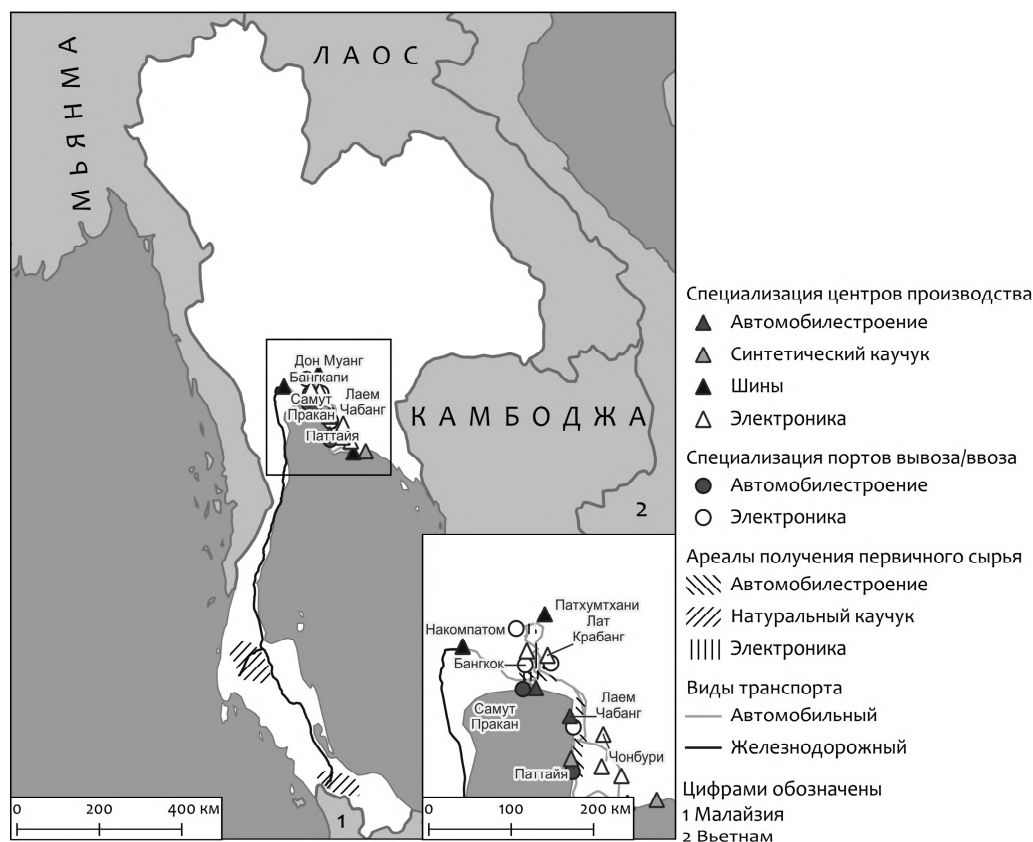 МЬЯНМА
ЛАОС
КАМБОДЖА
Дон Муанг
Бангкапи
Самут
Пракан
Лаем
Чабанг
Паттайя
2
1
0 200 400 км
Патхумтхани
Лат
Крабанг
Накомпатом
Бангкок
Самут
Пракан
Лаем
Чабанг
Чонбури
Паттайя
0 100 200 км
Специализация центров производства
Автомобилестроение
Синтетический каучук
Шины
Электроника
Специализация портов вывоза/ввоза
Автомобилестроение
Электроника
Ареалы получения первичного сырья
Автомобилестроение
Натуральный каучук
Электроника
Виды транспорта
Автомобильный
Железнодорожный
Цифрами обозначены
1 Малайзия
2 Вьетнам